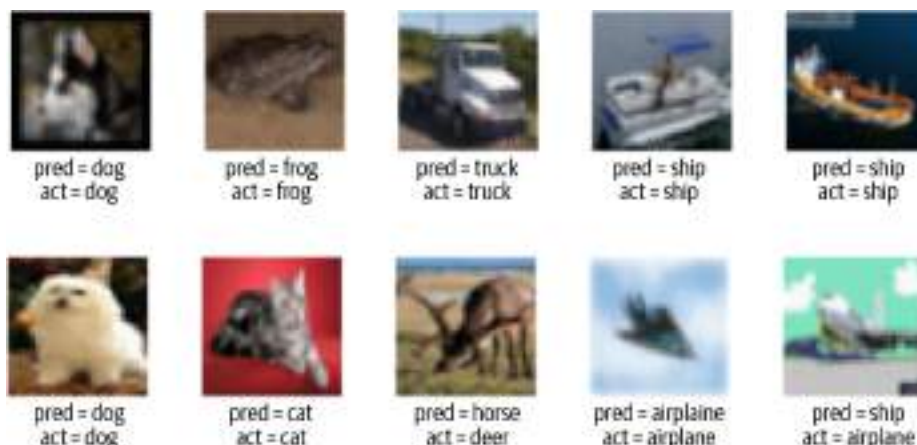 pred = dog
act = dog
pred = frog
act = frog
pred = truck
act = truck
pred = ship
act = ship
pred = ship
act = ship
pred = dog
act = dog
pred = cat
act = cat
pred = horse
act = deer
pred = airplaine
act = airplane
pred = ship
act = airplane